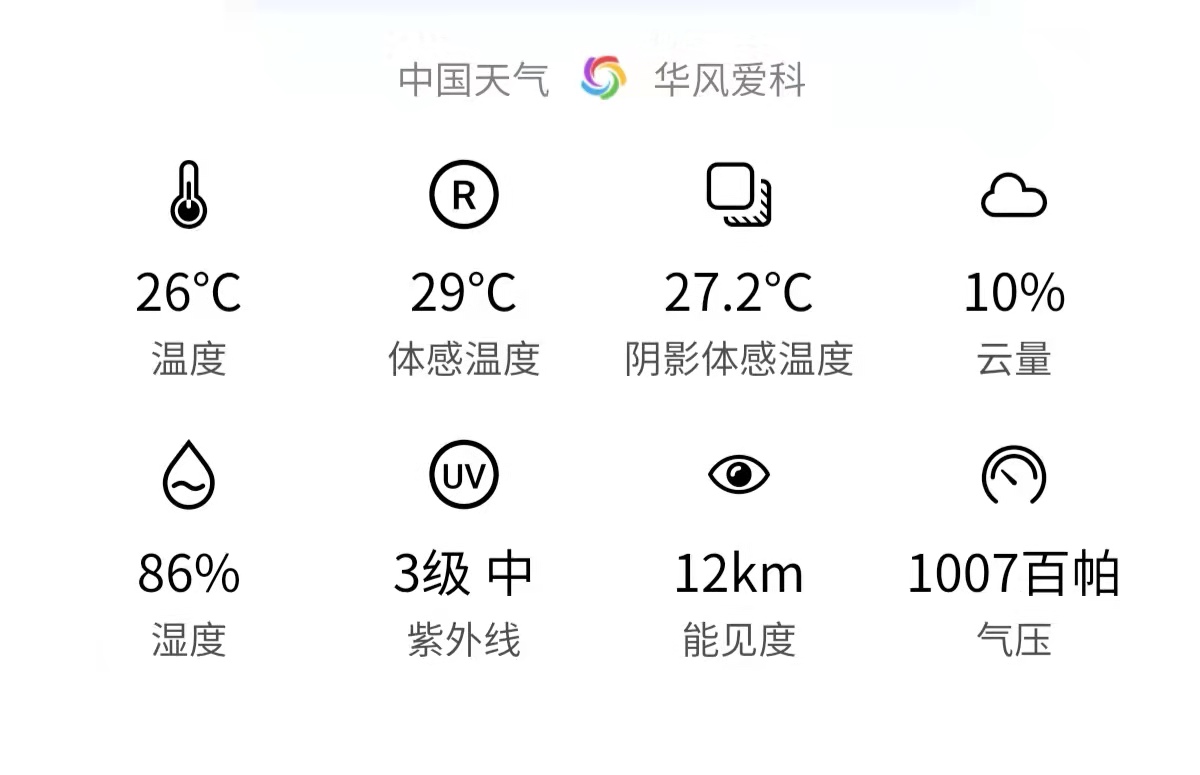 中国天气 华风爱科
R
26°C 29°C 27.2°C 10%
温度 体感温度 阴影体感温度 云量
UV
86% 3级 中 12km 1007百帕
湿度 紫外线 能见度 气压